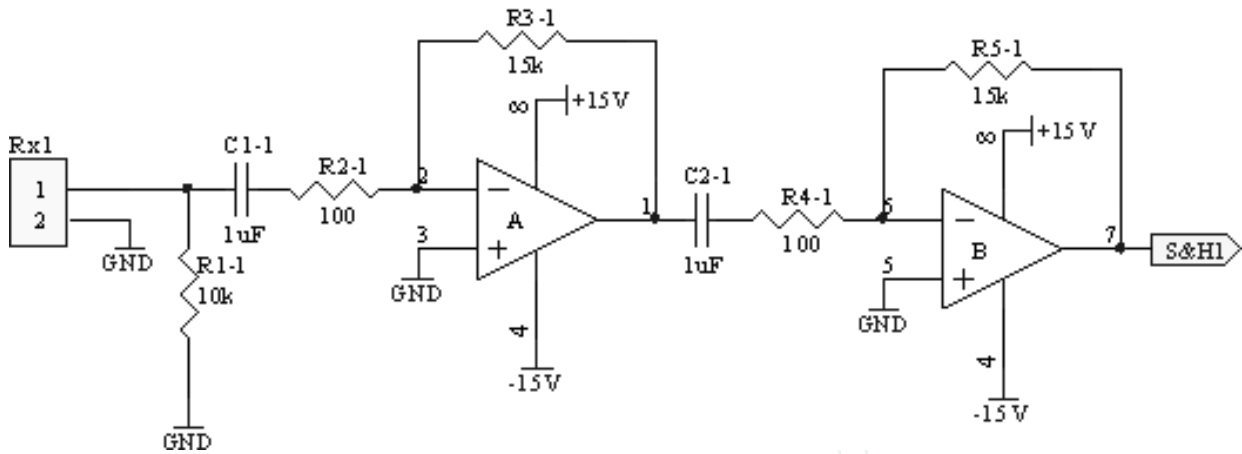 R3-1
15k
8
+15V
R5-1
15k
8
+15V
Rx1
1
2
C1-1
1uF
R2-1
100
2
3
A
1
C2-1
1uF
R4-1
100
6
5
B
7
S&H1
GND
R1-1
10k
GND
GND
4
-15V
4
-15V
GND